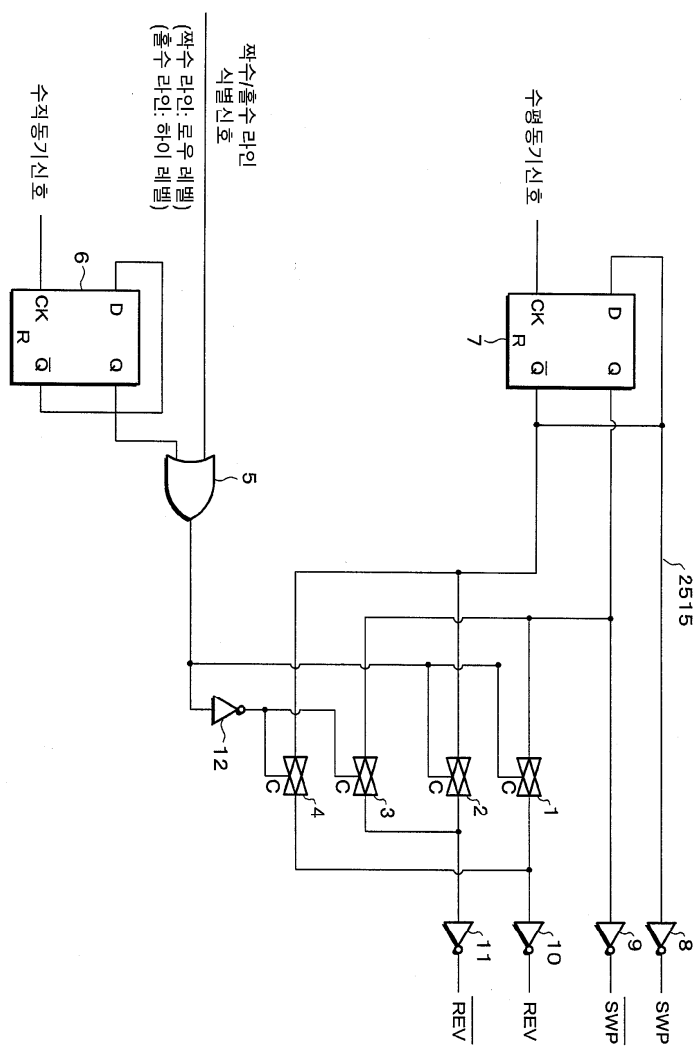 2515
8
SWP
9
S̅W̅P̅
수평동기신호
D
Q
CK
Q̅
R
7
1
C
10
REV
2
C
11
R̅E̅V̅
3
C
4
C
짝수/홀수 라인
식별신호
(짝수 라인: 로우 레벨)
(홀수 라인: 하이 레벨)
5
12
6
D
Q
CK
Q̅
R
수직동기신호